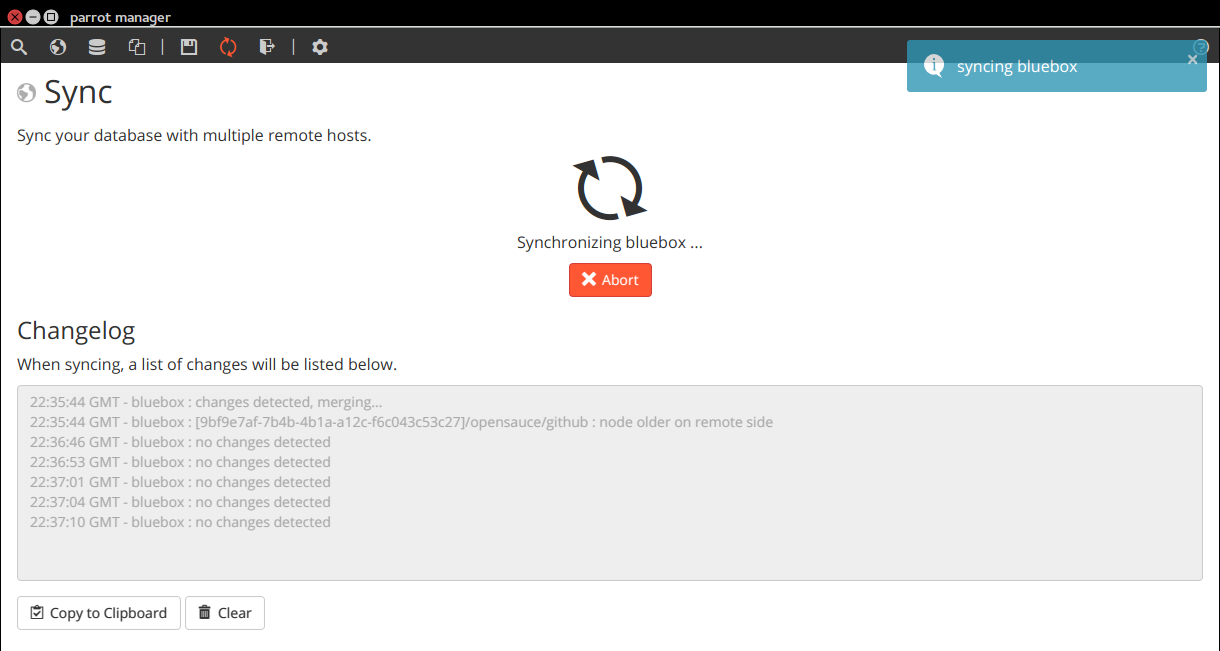 parrot manager
syncing bluebox
Sync
Sync your database with multiple remote hosts.
Synchronizing bluebox ...
Abort
Changelog
When syncing, a list of changes will be listed below.
22:35:44 GMT - bluebox : changes detected, merging...
22:35:44 GMT - bluebox : [9bf9e7af-7b4b-4b1a-a12c-f6c043c53c27]/opensauce/github : node older on remote side
22:36:46 GMT - bluebox : no changes detected
22:36:53 GMT - bluebox : no changes detected
22:37:01 GMT - bluebox : no changes detected
22:37:04 GMT - bluebox : no changes detected
22:37:10 GMT - bluebox : no changes detected
Copy to Clipboard
Clear